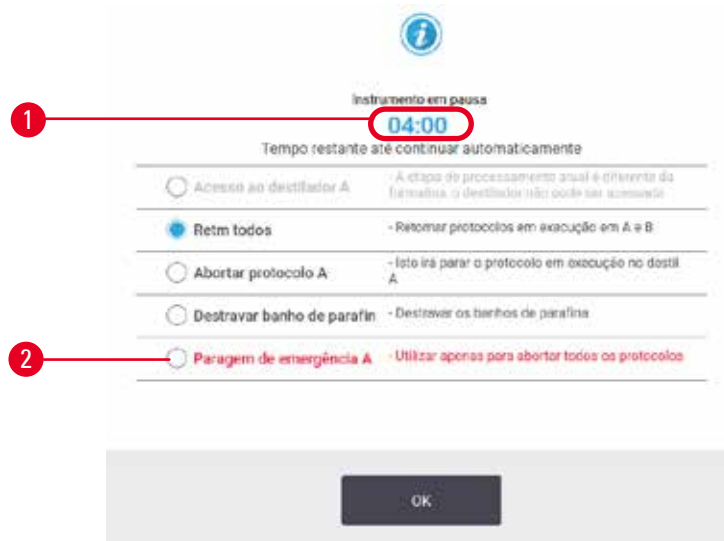 i
Instrumento em pausa
1
04:00
Tempo restante até continuar automaticamente
Acesso ao destilador A
- A etapa de processamento atual é diferente da
formalina, o destilador não pode ser acessado
Retm todos
- Retomar protocolos em execução em A e B
Abortar protocolo A
- Isto irá parar o protocolo em execução no destil
A
Destravar banho de parafin
- Destravar os banhos de parafina
2
Paragem de emergência A
- Utilizar apenas para abortar todos os protocolos
OK